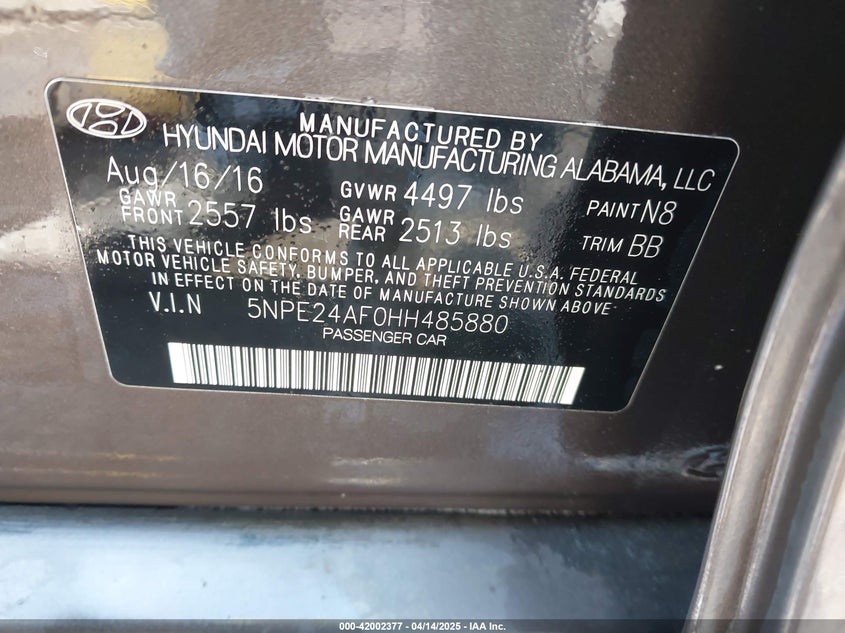 MANUFACTURED BY
HYUNDAI MOTOR MANUFACTURING ALABAMA, LLC
Aug/16/16 GVWR 4497 lbs PAINT N8
GAWR FRONT 2557 lbs GAWR REAR 2513 lbs TRIM BB
THIS VEHICLE CONFORMS TO ALL APPLICABLE U.S.A. FEDERAL
MOTOR VEHICLE SAFETY, BUMPER, AND THEFT PREVENTION STANDARDS
IN EFFECT ON THE DATE OF MANUFACTURE SHOWN ABOVE
V.I.N 5NPE24AF0HH485880
PASSENGER CAR
000-42002377 - 04/14/2025 - IAA Inc.